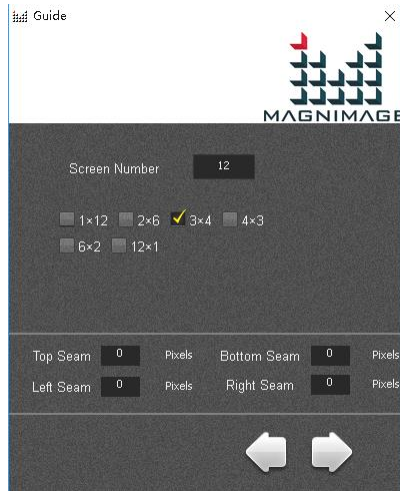 Guide
MAGNIMAGE
Screen Number 12
1×12 2×6 3×4 4×3
6×2 12×1
Top Seam 0 Pixels Bottom Seam 0 Pixels
Left Seam 0 Pixels Right Seam 0 Pixels